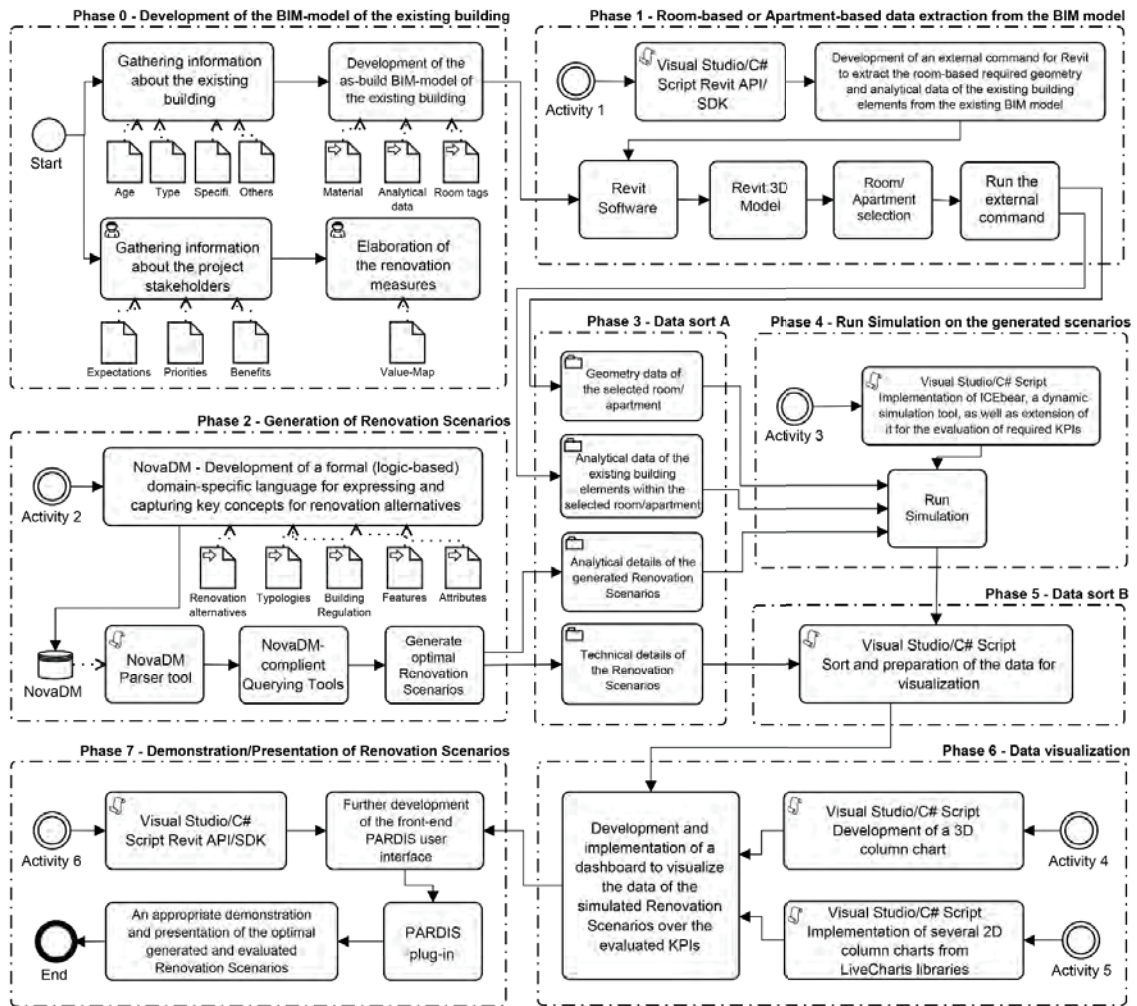 Phase 0 - Development of the BIM-model of the existing building
Gathering information
about the existing
building
Development of the
as-build BIM-model of
the existing building
Start
Age
Type
Specifi.
Others
Material
Analytical
data
Room tags
Gathering information
about the project
stakeholders
Elaboration of
the renovation
measures
Expectations
Priorities
Benefits
Value-Map
Phase 1 - Room-based or Apartment-based data extraction from the BIM model
Activity 1
Visual Studio/C#
Script Revit API/
SDK
Development of an external command for Revit
to extract the room-based required geometry
and analytical data of the existing building
elements from the existing BIM model
Revit
Software
Revit 3D
Model
Room/
Apartment
selection
Run the
external
command
Phase 2 - Generation of Renovation Scenarios
Activity 2
NovaDM - Development of a formal (logic-based)
domain-specific language for expressing and
capturing key concepts for renovation alternatives
Renovation
alternatives
Typologies
Building
Regulation
Features
Attributes
NovaDM
NovaDM
Parser tool
NovaDM-
complient
Querying Tools
Generate
optimal
Renovation
Scenarios
Phase 3 - Data sort A
Geometry data of
the selected room/
apartment
Analytical data of the
existing building
elements within the
selected room/apartment
Analytical details of the
generated Renovation
Scenarios
Technical details of
the Renovation
Scenarios
Phase 4 - Run Simulation on the generated scenarios
Activity 3
Visual Studio/C# Script
Implementation of ICEbear, a dynamic
simulation tool, as well as extension of
it for the evaluation of required KPIs
Run
Simulation
Phase 5 - Data sort B
Visual Studio/C# Script
Sort and preparation of the data for
visualization
Phase 6 - Data visualization
Development and
implementation of a
dashboard to visualize
the data of the
simulated Renovation
Scenarios over the
evaluated KPIs
Visual Studio/C# Script
Development of a 3D
column chart
Activity 4
Visual Studio/C# Script
Implementation of several 2D
column charts from
LiveCharts libraries
Activity 5
Phase 7 - Demonstration/Presentation of Renovation Scenarios
Activity 6
Visual Studio/C#
Script Revit API/SDK
Further development
of the front-end
PARDIS user
interface
PARDIS
plug-in
An appropriate demonstration
and presentation of the optimal
generated and evaluated
Renovation Scenarios
End